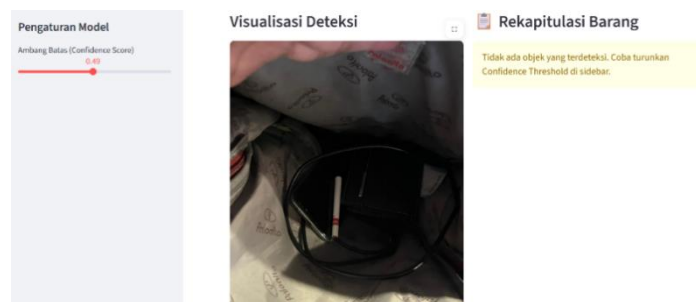 Pengaturan Model
Ambang Batas (Confidence Score)
0.49
Visualisasi Deteksi
Rekapitulasi Barang
Tidak ada objek yang terdeteksi. Coba turunkan
Confidence Threshold di sidebar.